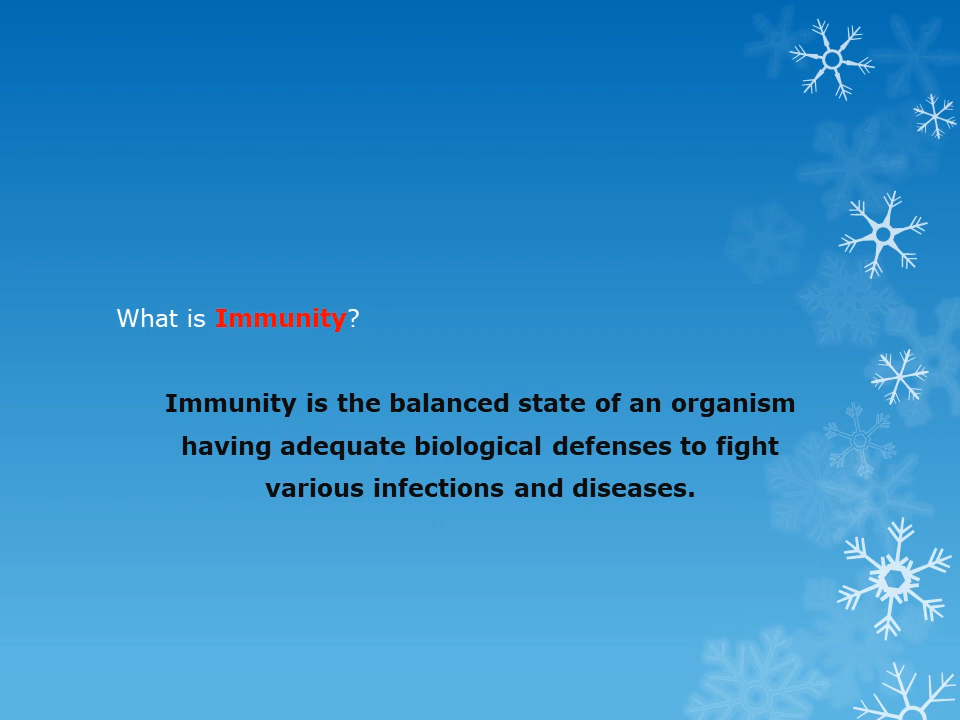 What is Immunity?
Immunity is the balanced state of an organism
having adequate biological defenses to fight
various infections and diseases.